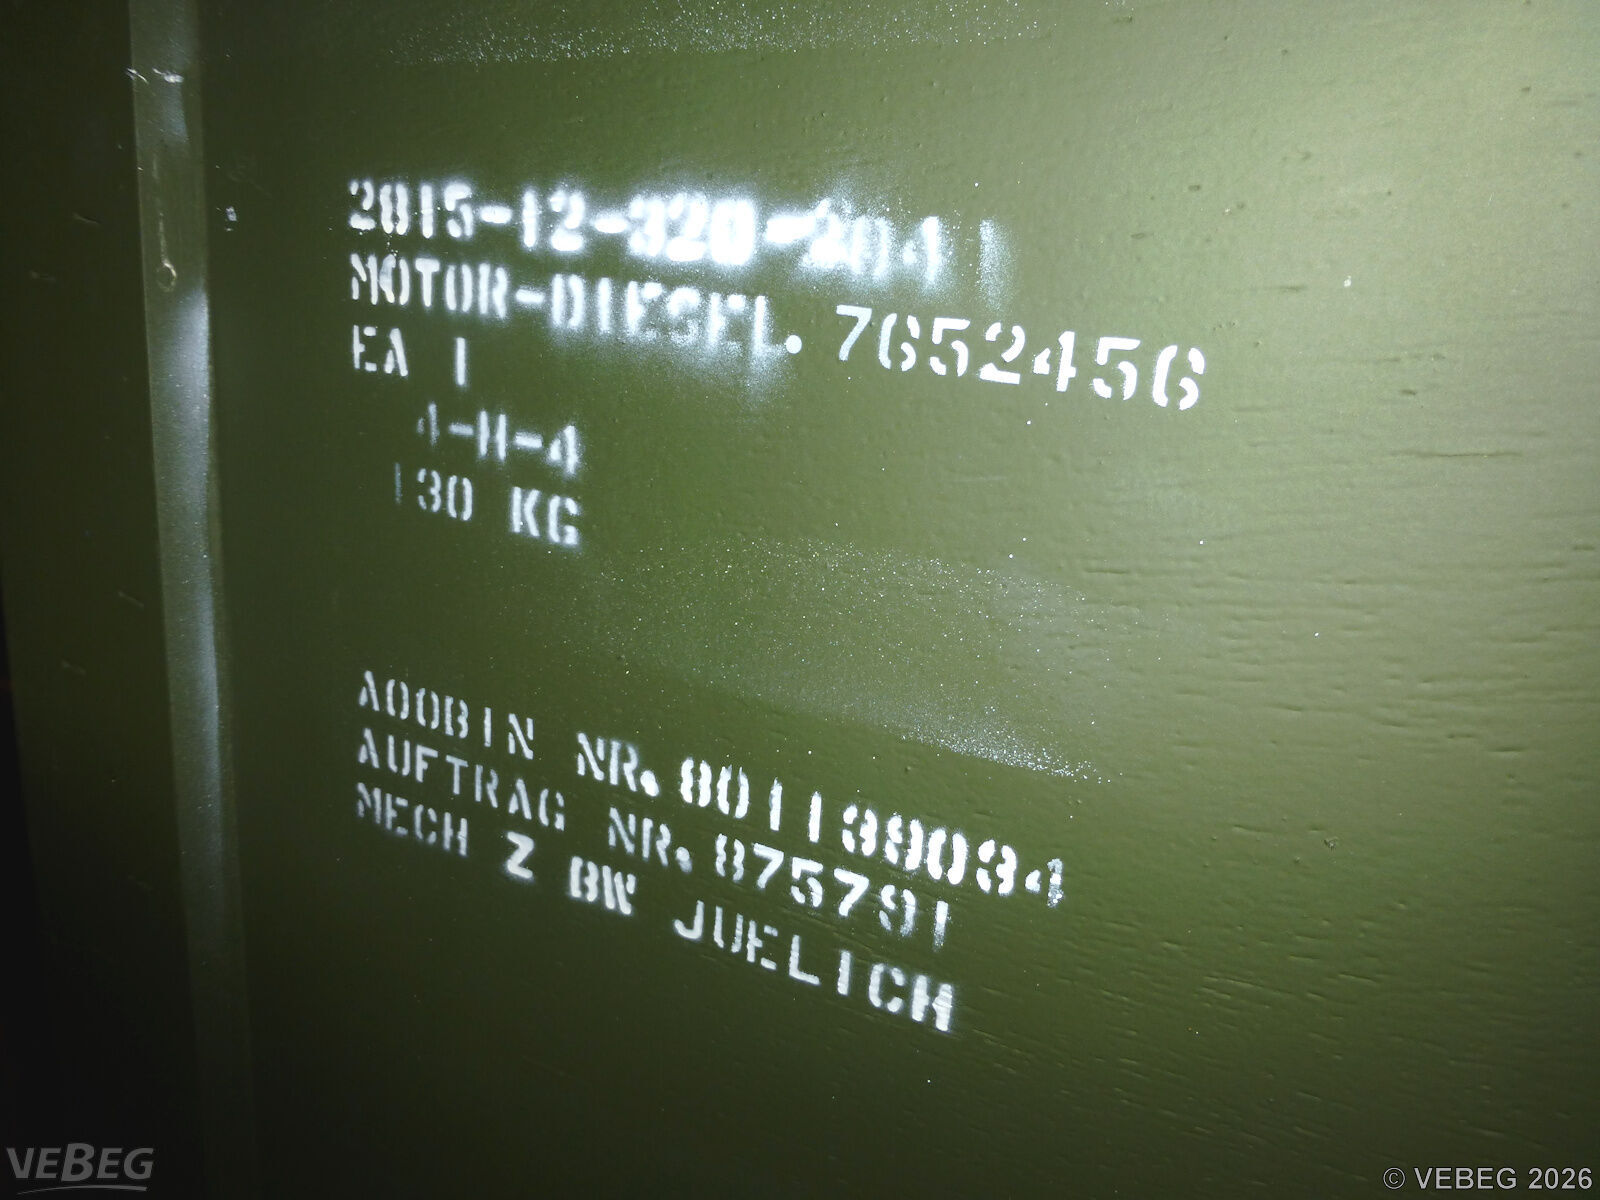 2815-12-320-2041
MOTOR-DIESEL. 7652456
EA 1
4-H-4
130 KG
AOOBIN NR. 801139034
AUFTRAG NR. 875791
MECH Z BW JUELICH
VEBEG
© VEBEG 2026